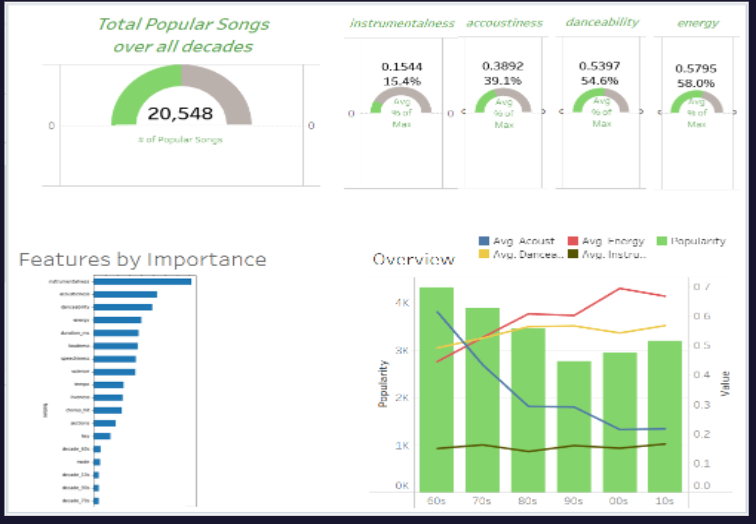 Total Popular Songs
over all decades
20,548
0
0
# of Popular Songs
instrumentalness
accoustiness
danceability
energy
0.1544
15.4%
Avg
% of
Max
0
0
0.3892
39.1%
Avg
% of
Max
0.5397
54.6%
Avg
% of
Max
0.5795
58.0%
Avg
% of
Max
Features by Importance
instrumentalness
acousticness
danceability
energy
duration_ms
loudness
speechiness
valence
tempo
liveness
chorus_hit
sections
key
decade_60s
mode
Overview
Avg. Acoust..
Avg. Energy
Popularity
Avg. Dancea..
Avg. Instru..
Popularity
4K
3K
2K
1K
0K
0.7
0.6
0.5
0.4
0.3
0.2
0.1
0.0
Value
60s
70s
80s
90s
00s
10s